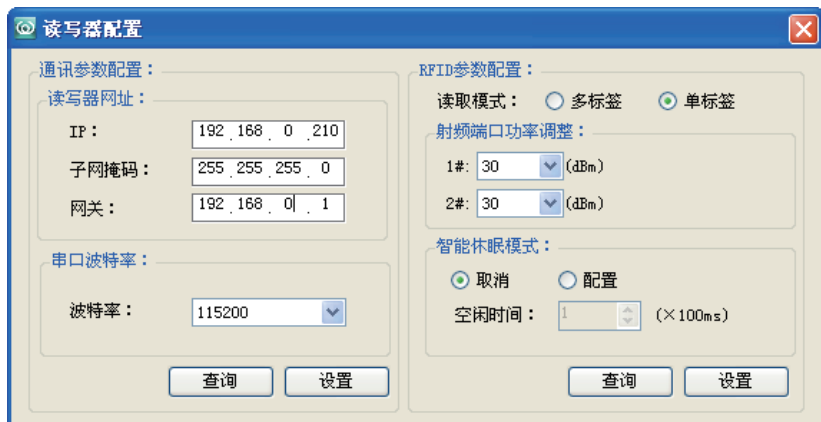 读写器配置
通讯参数配置：
读写器网址：
IP： 192 . 168 . 0 . 210
子网掩码： 255 . 255 . 255 . 0
网关： 192 . 168 . 0 . 1
串口波特率：
波特率： 115200
查询 设置
RFID参数配置：
读取模式： 多标签 单标签
射频端口功率调整：
1#: 30 (dBm)
2#: 30 (dBm)
智能休眠模式：
取消 配置
空闲时间： 1 (×100ms)
查询 设置